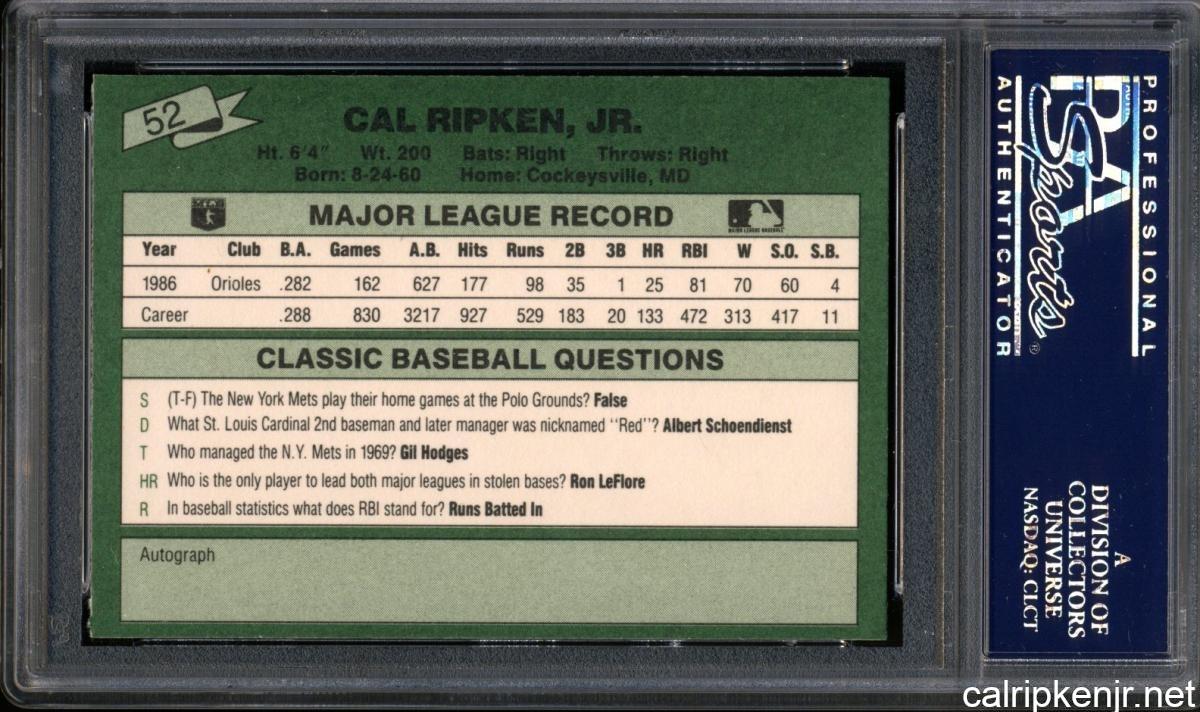 52
CAL RIPKEN, JR.
Ht. 6'4" Wt. 200 Bats: Right Throws: Right
Born: 8-24-60 Home: Cockeysville, MD
MAJOR LEAGUE RECORD
MAJOR LEAGUE BASEBALL
Year Club B.A. Games A.B. Hits Runs 2B 3B HR RBI W S.O. S.B.
1986 Orioles .282 162 627 177 98 35 1 25 81 70 60 4
Career .288 830 3217 927 529 183 20 133 472 313 417 11
CLASSIC BASEBALL QUESTIONS
S (T-F) The New York Mets play their home games at the Polo Grounds? False
D What St. Louis Cardinal 2nd baseman and later manager was nicknamed "Red"? Albert Schoendienst
T Who managed the N.Y. Mets in 1969? Gil Hodges
HR Who is the only player to lead both major leagues in stolen bases? Ron LeFlore
R In baseball statistics what does RBI stand for? Runs Batted In
Autograph
PROFESSIONAL
PSA
Sports
®
AUTHENTICATOR
A
DIVISION OF
COLLECTORS
UNIVERSE
NASDAQ: CLCT
calripkenjr.net